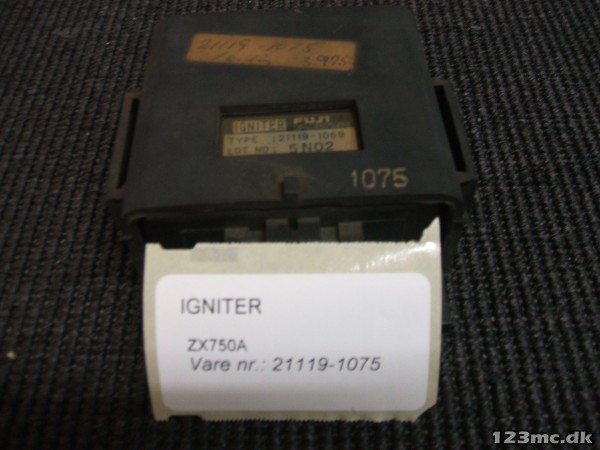 21119-1075
3975
IGNITER FUJI
TYPE :21119-1069
LOT NO: 5N02
1075
IGNITER
ZX750A
Vare nr.: 21119-1075
123mc.dk